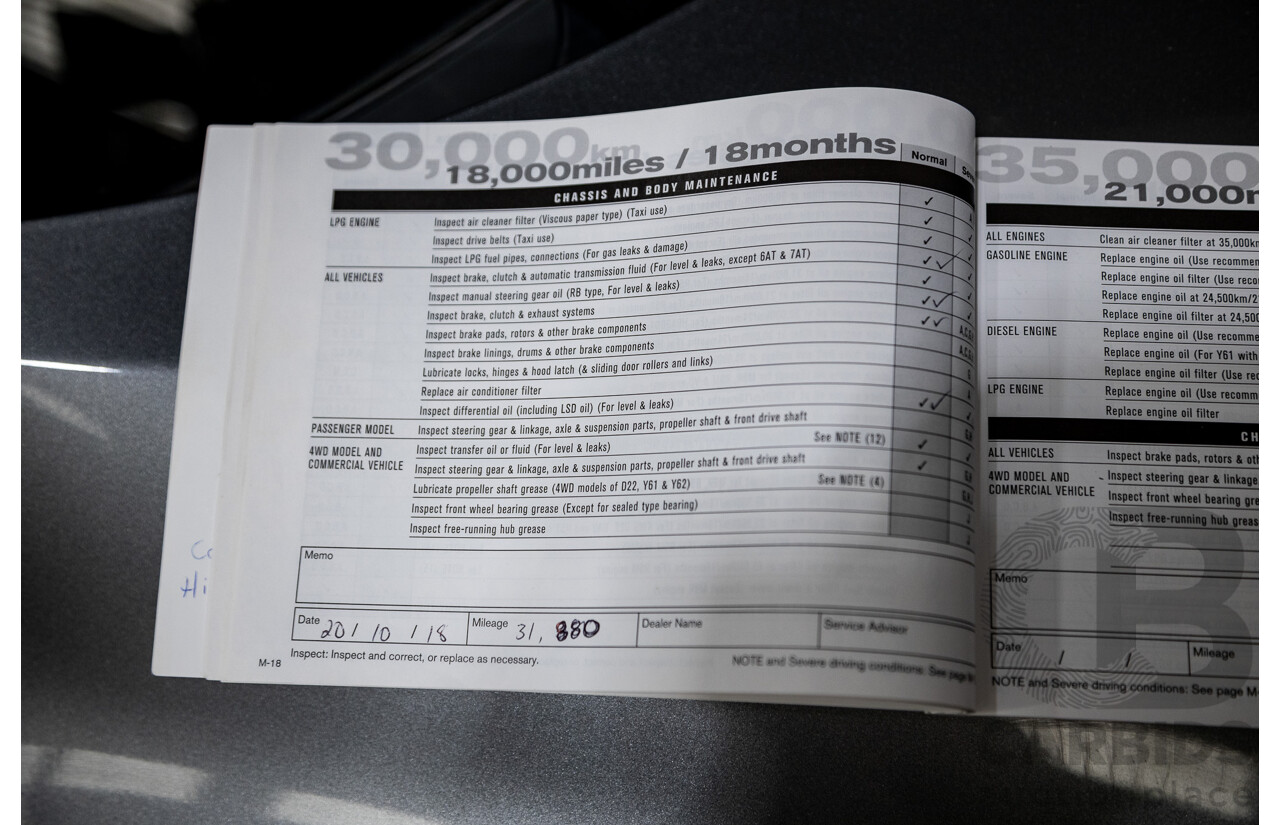 30,000km
18,000miles / 18months
Normal
CHASSIS AND BODY MAINTENANCE
LPG ENGINE Inspect air cleaner filter (Viscous paper type) (Taxi use) ✓
Inspect drive belts (Taxi use) ✓
Inspect LPG fuel pipes, connections (For gas leaks & damage) ✓
ALL VEHICLES Inspect brake, clutch & automatic transmission fluid (For level & leaks, except 6AT & 7AT) ✓✓
Inspect manual steering gear oil (RB type, For level & leaks) ✓
Inspect brake, clutch & exhaust systems ✓✓
Inspect brake pads, rotors & other brake components ✓✓
Inspect brake linings, drums & other brake components
Lubricate locks, hinges & hood latch (& sliding door rollers and links)
Replace air conditioner filter
Inspect differential oil (including LSD oil) (For level & leaks) ✓✓
PASSENGER MODEL Inspect steering gear & linkage, axle & suspension parts, propeller shaft & front drive shaft
4WD MODEL AND COMMERCIAL VEHICLE Inspect transfer oil or fluid (For level & leaks) See NOTE (12) ✓
Inspect steering gear & linkage, axle & suspension parts, propeller shaft & front drive shaft ✓
Lubricate propeller shaft grease (4WD models of D22, Y61 & Y62) See NOTE (4)
Inspect front wheel bearing grease (Except for sealed type bearing)
Inspect free-running hub grease
Memo
Date 20 / 10 / 18 Mileage 31, 880 Dealer Name Service Advisor
M-18 Inspect: Inspect and correct, or replace as necessary.
NOTE and Severe driving conditions: See page
35,000
21,000
ALL ENGINES Clean air cleaner filter at 35,000km
GASOLINE ENGINE Replace engine oil (Use recommen
Replace engine oil filter (Use reco
Replace engine oil at 24,500km/2
Replace engine oil filter at 24,500
DIESEL ENGINE Replace engine oil (Use recomme
Replace engine oil (For Y61 with
Replace engine oil filter (Use rec
LPG ENGINE Replace engine oil (Use recomm
Replace engine oil filter
CH
ALL VEHICLES Inspect brake pads, rotors & oth
4WD MODEL AND COMMERCIAL VEHICLE Inspect steering gear & linkage
Inspect front wheel bearing gre
Inspect free-running hub greas
Memo
Date / / Mileage
NOTE and Severe driving conditions: See page M-
CARBIDS
marketplace